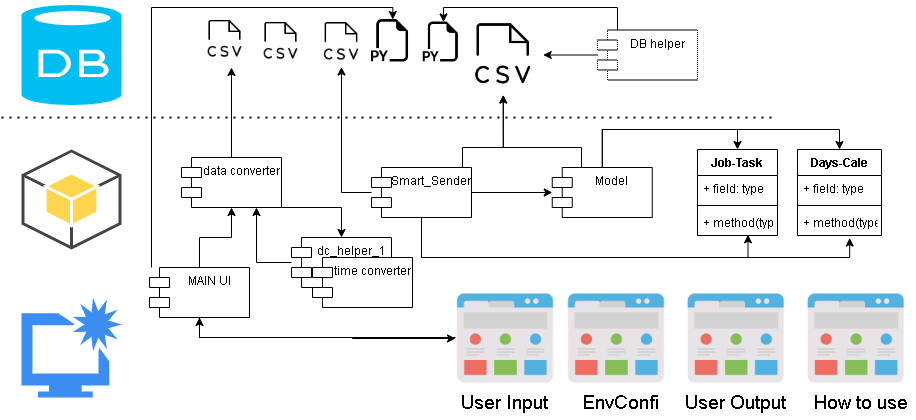 DB
CSV
CSV
CSV
PY
PY
CSV
DB helper
data converter
Smart_Sender
Model
Job-Task
+ field: type
+ method(type
Days-Cale
+ field: type
+ method(type
dc_helper_1
time converter
MAIN UI
User Input
EnvConfi
User Output
How to use